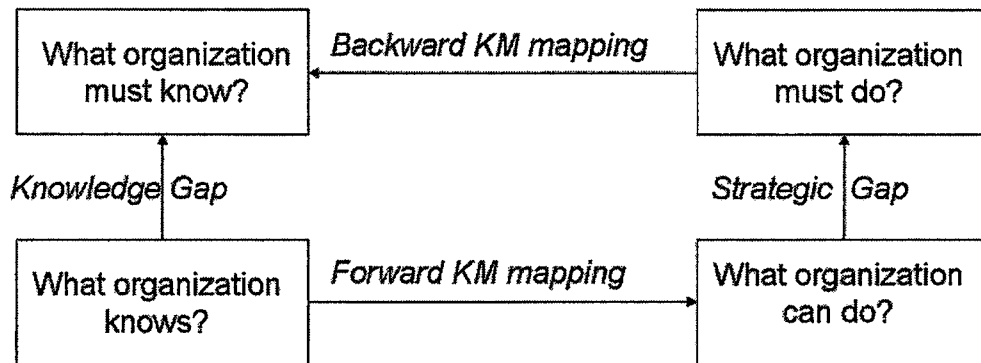 What organization
must know?
Backward KM mapping
What organization
must do?
Knowledge Gap
Strategic Gap
What organization
knows?
Forward KM mapping
What organization
can do?